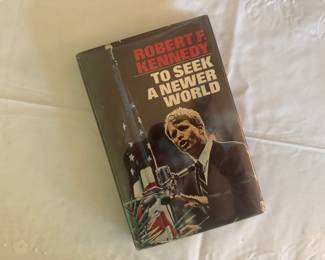 ROBERT F.
KENNEDY
TO SEEK
A NEWER
WORLD